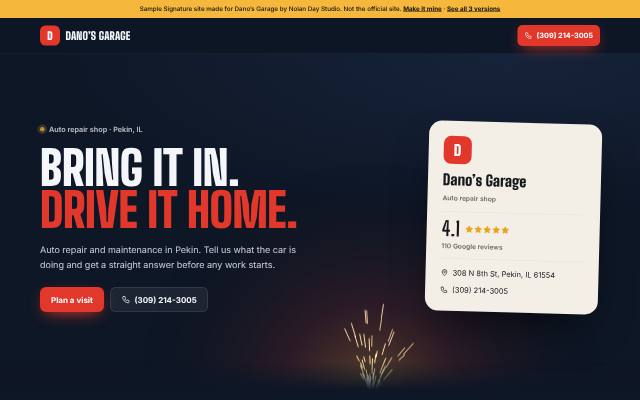 Sample Signature site made for Dano's Garage by Nolan Day Studio. Not the official site. Make it mine · See all 3 versions
D DANO'S GARAGE
(309) 214-3005
Auto repair shop · Pekin, IL
BRING IT IN.
DRIVE IT HOME.
Auto repair and maintenance in Pekin. Tell us what the car is
doing and get a straight answer before any work starts.
Plan a visit
(309) 214-3005
D
Dano's Garage
Auto repair shop
4.1
110 Google reviews
308 N 8th St, Pekin, IL 61554
(309) 214-3005